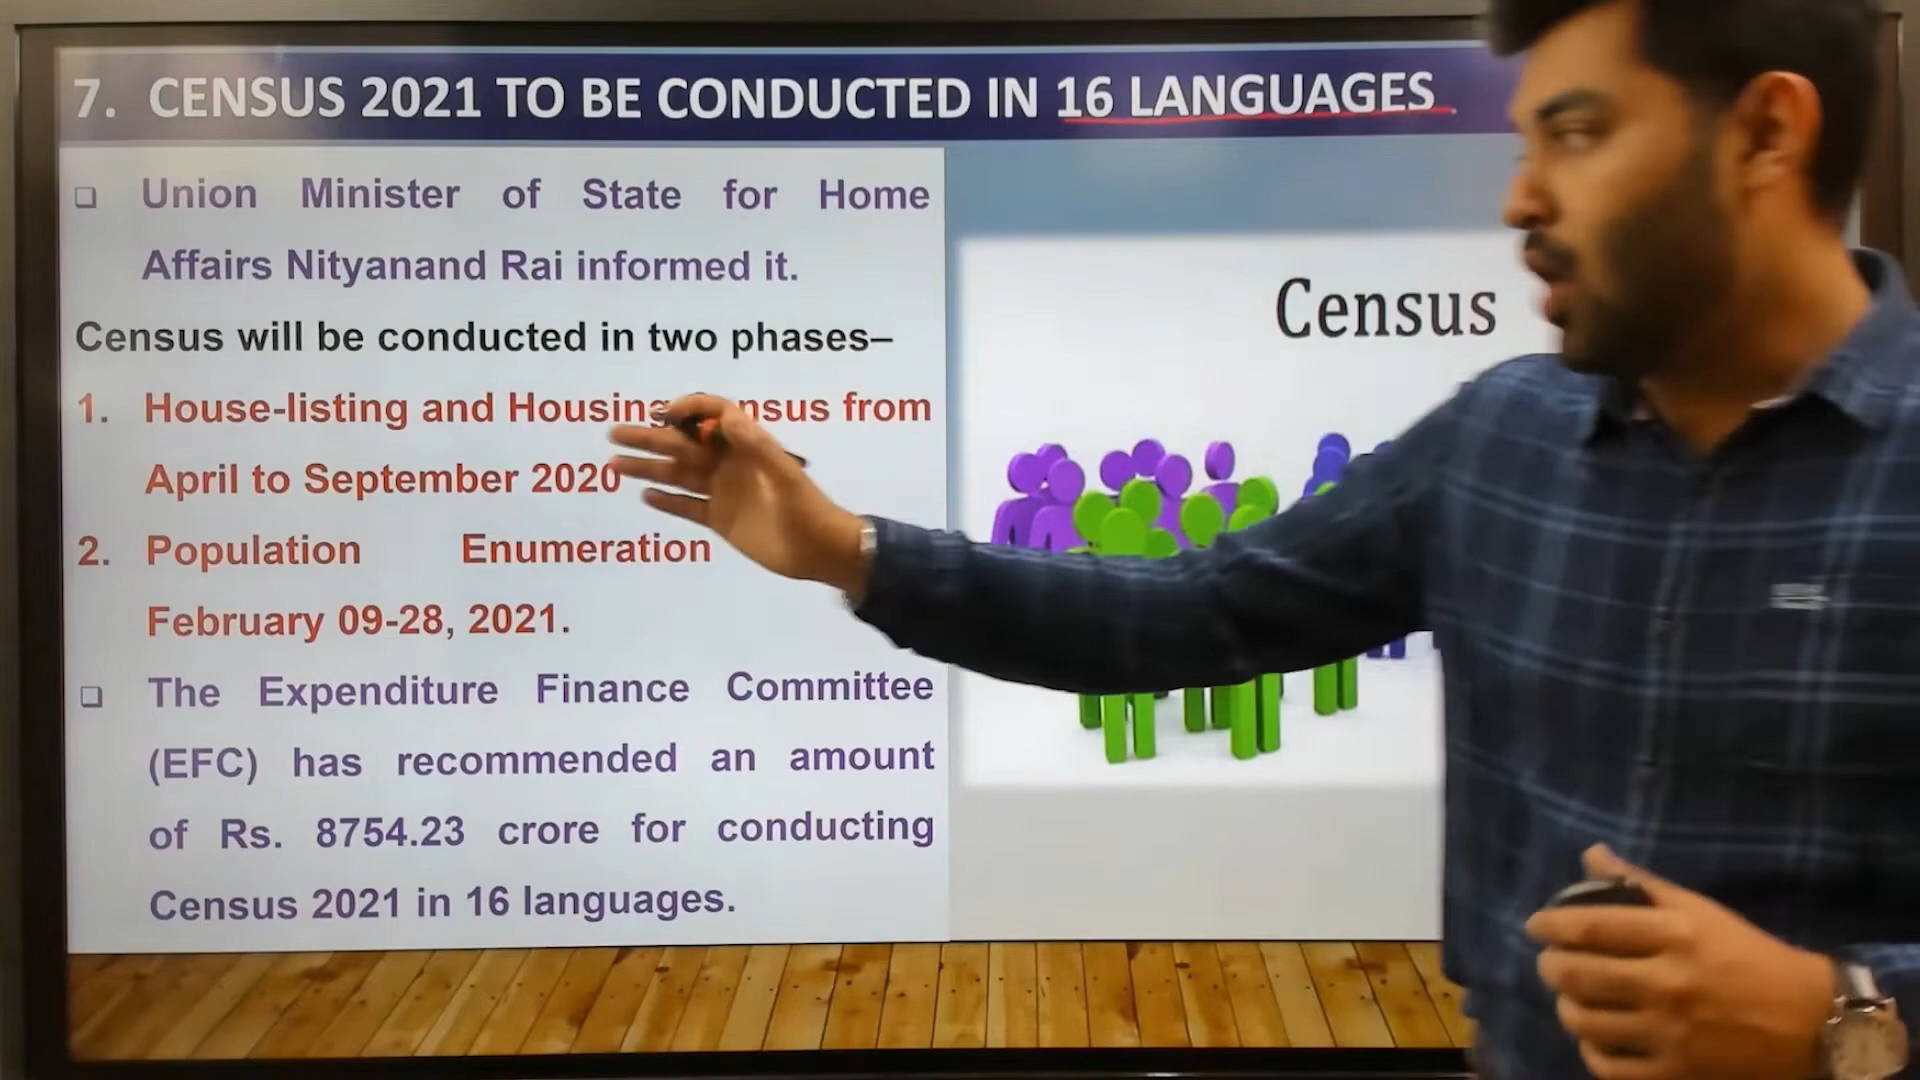 7. CENSUS 2021 TO BE CONDUCTED IN 16 LANGUAGES
Union Minister of State for Home
Affairs Nityanand Rai informed it.
Census will be conducted in two phases–
1. House-listing and Housing from
April to September 2020
2. Population Enumeration
February 09-28, 2021.
The Expenditure Finance Committee
(EFC) has recommended an amount
of Rs. 8754.23 crore for conducting
Census 2021 in 16 languages.
Census